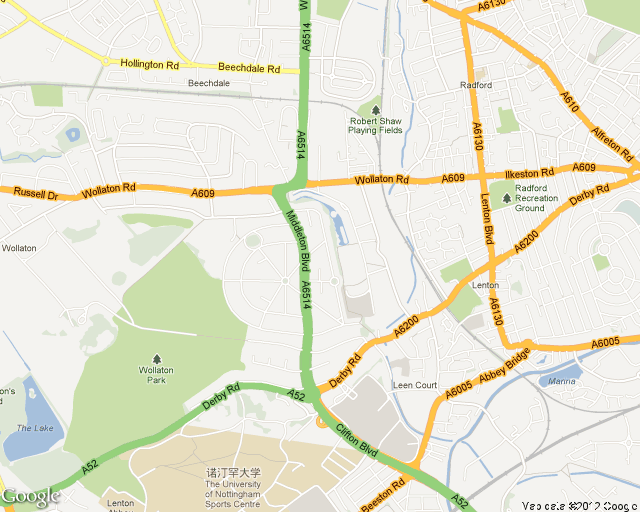 A6130
A6514
Hollington Rd
Beechdale Rd
Beechdale
Radford
A610
Robert Shaw
Playing Fields
A6514
A6130
Alfreton Rd
Ilkeston Rd
A609
Wollaton Rd
A609
Russell Dr
Wollaton Rd
A609
Derby Rd
Radford
Recreation
Ground
Lenton Blvd
Middleton Blvd
A6200
Wollaton
A6514
Lenton
A6130
A6200
A6005
Abbey Bridge
Wollaton
Park
Derby Rd
Leen Court
A6005
Marina
Derby Rd
A52
The Lake
Clifton Blvd
A52
诺汀罕大学
The University
of Nottingham
Sports Centre
Beeston Rd
A52
Google
Lenton